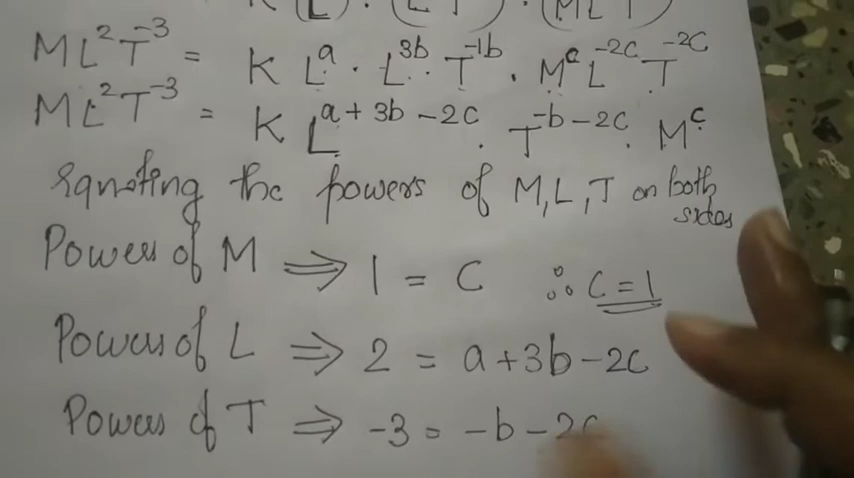 ML²T⁻³ = K Lᵃ . L³ᵇ . T⁻¹ᵇ . Mᶜ L⁻²ᶜ T⁻²ᶜ
ML²T⁻³ = K L^(a + 3b - 2c) . T^(-b - 2c) . Mᶜ
Equating the powers of M, L, T on both sides
Power of M ⇒ 1 = C ∴ C = 1
Powers of L ⇒ 2 = a + 3b - 2c
Powers of T ⇒ -3 = -b - 2c